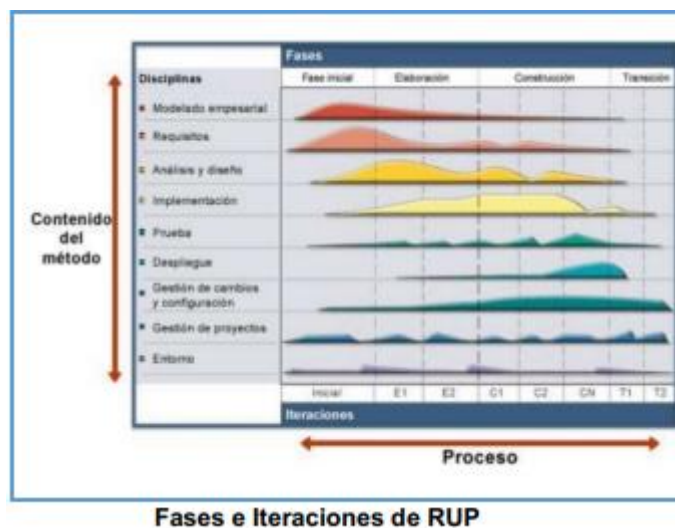 Fases
Disciplinas
Fase inicial
Elaboración
Construcción
Transición
Modelado empresarial
Requisitos
Análisis y diseño
Implementación
Prueba
Despliegue
Gestión de cambios
y configuración
Gestión de proyectos
Entorno
Contenido
del
método
Inicial
E1
E2
C1
C2
CN
T1
T2
Iteraciones
Proceso
Fases e Iteraciones de RUP